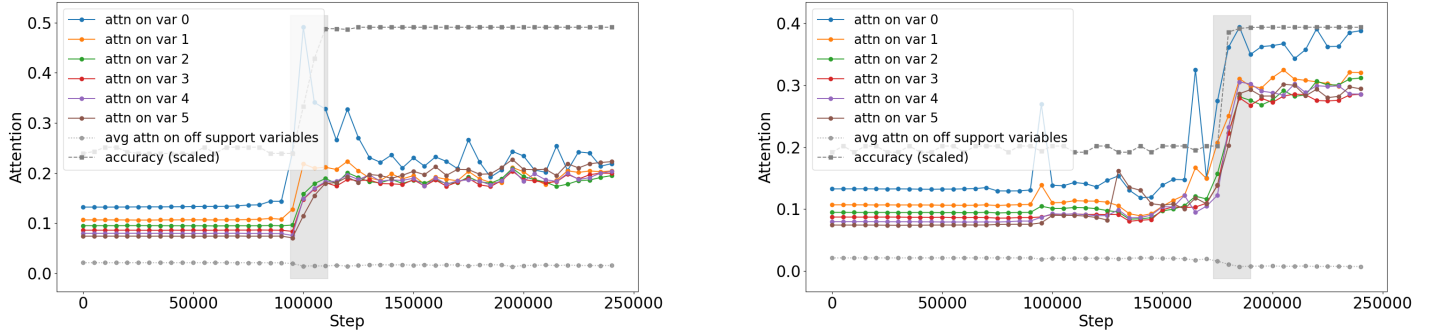 0.5
0.4
0.3
0.2
0.1
0.0
Attention
attn on var 0
attn on var 1
attn on var 2
attn on var 3
attn on var 4
attn on var 5
avg attn on off support variables
accuracy (scaled)
0 50000 100000 150000 200000 250000
Step
0.4
0.3
0.2
0.1
0.0
Attention
attn on var 0
attn on var 1
attn on var 2
attn on var 3
attn on var 4
attn on var 5
avg attn on off support variables
accuracy (scaled)
0 50000 100000 150000 200000 250000
Step